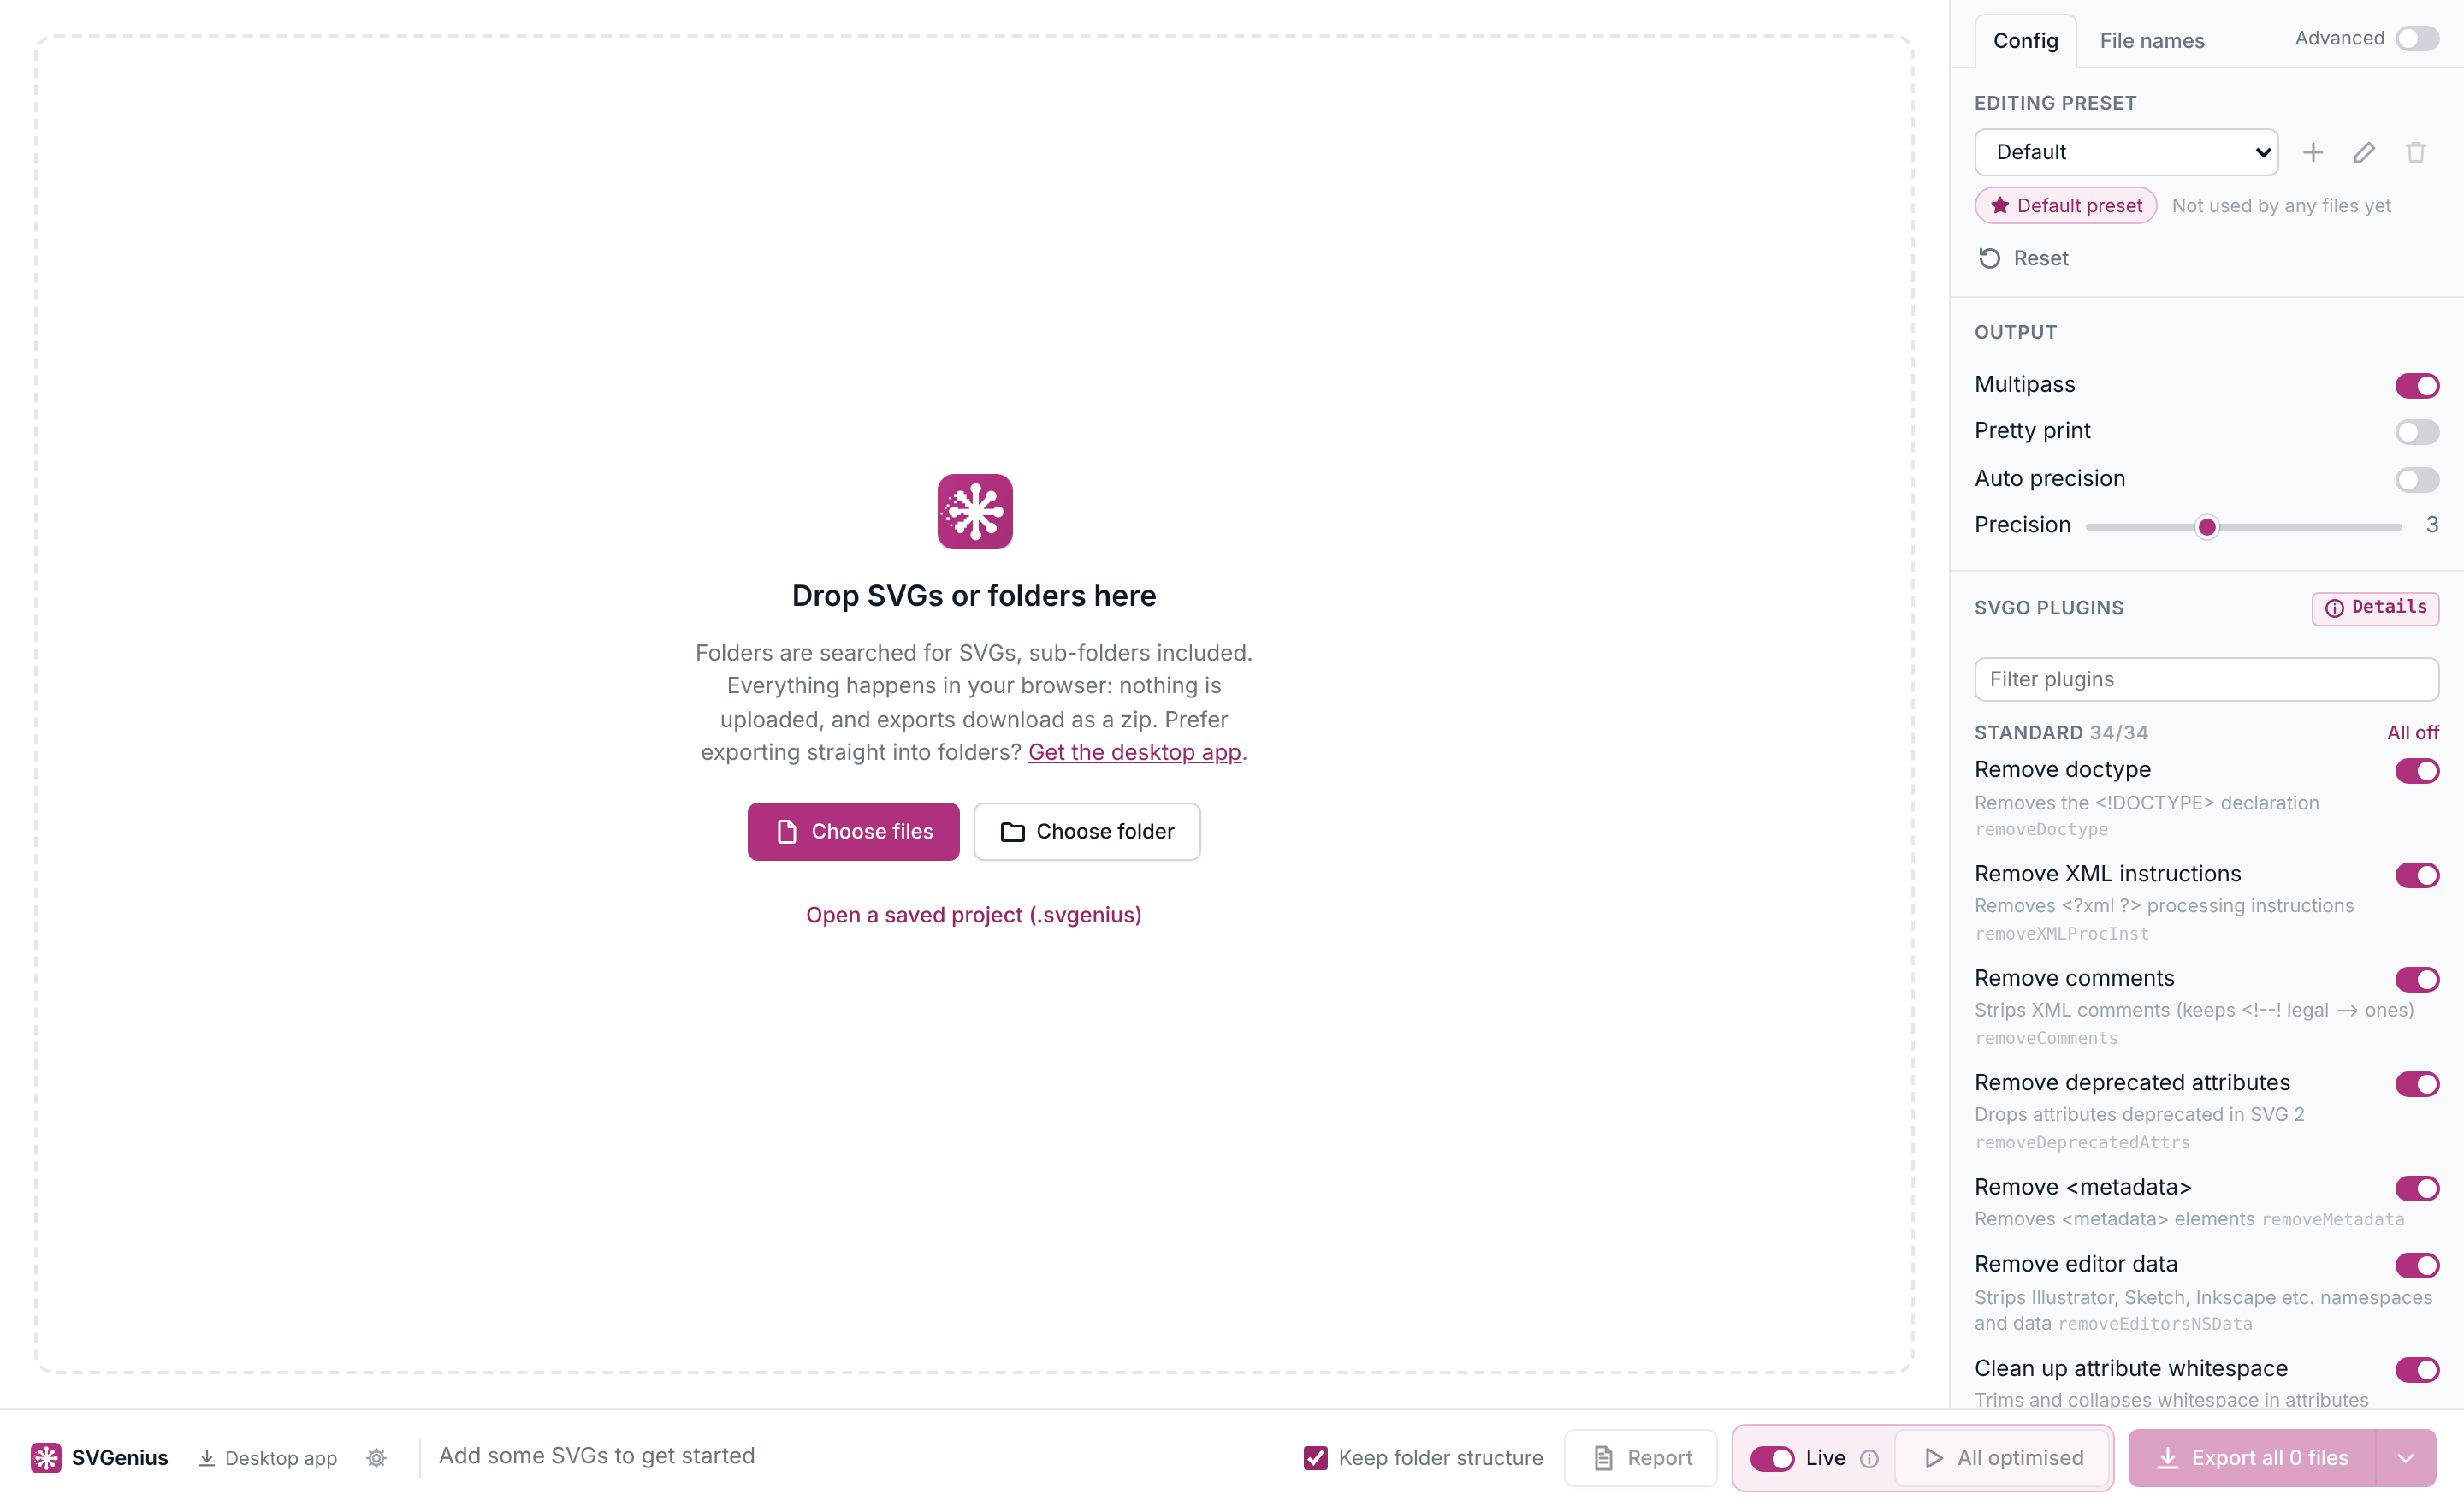 Config
File names
Advanced
EDITING PRESET
Default
Default preset
Not used by any files yet
Reset
OUTPUT
Multipass
Pretty print
Auto precision
Precision
3
SVGO PLUGINS
Details
Filter plugins
STANDARD 34/34
All off
Remove doctype
Removes the <!DOCTYPE> declaration
removeDoctype
Remove XML instructions
Removes <?xml ?> processing instructions
removeXMLProcInst
Remove comments
Strips XML comments (keeps <!--! legal --> ones)
removeComments
Remove deprecated attributes
Drops attributes deprecated in SVG 2
removeDeprecatedAttrs
Remove <metadata>
Removes <metadata> elements removeMetadata
Remove editor data
Strips Illustrator, Sketch, Inkscape etc. namespaces
and data removeEditorsNSData
Clean up attribute whitespace
Trims and collapses whitespace in attributes
Drop SVGs or folders here
Folders are searched for SVGs, sub-folders included.
Everything happens in your browser: nothing is
uploaded, and exports download as a zip. Prefer
exporting straight into folders? Get the desktop app.
Choose files
Choose folder
Open a saved project (.svgenius)
SVGenius
Desktop app
Add some SVGs to get started
Keep folder structure
Report
Live
All optimised
Export all 0 files